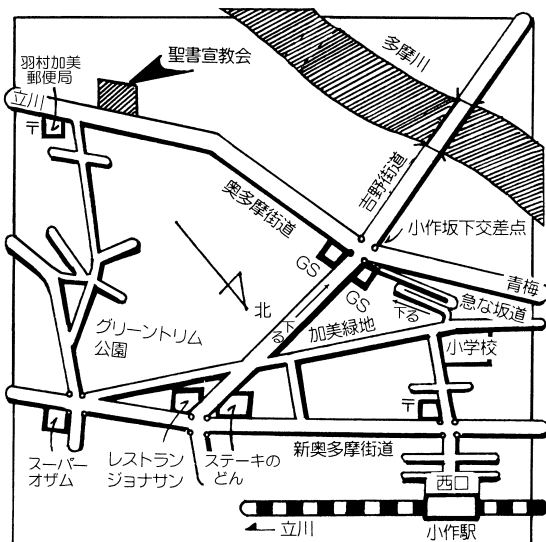 多摩川
聖書宣教会
羽村加美
郵便局
立川
〒
吉野街道
奥多摩街道
小作坂下交差点
GS
GS
青梅
急な坂道
下る
北
下る
加美緑地
小学校
グリーントリム
公園
〒
新奥多摩街道
スーパー
オザム
レストラン
ジョナサン
ステーキの
どん
西口
立川
小作駅